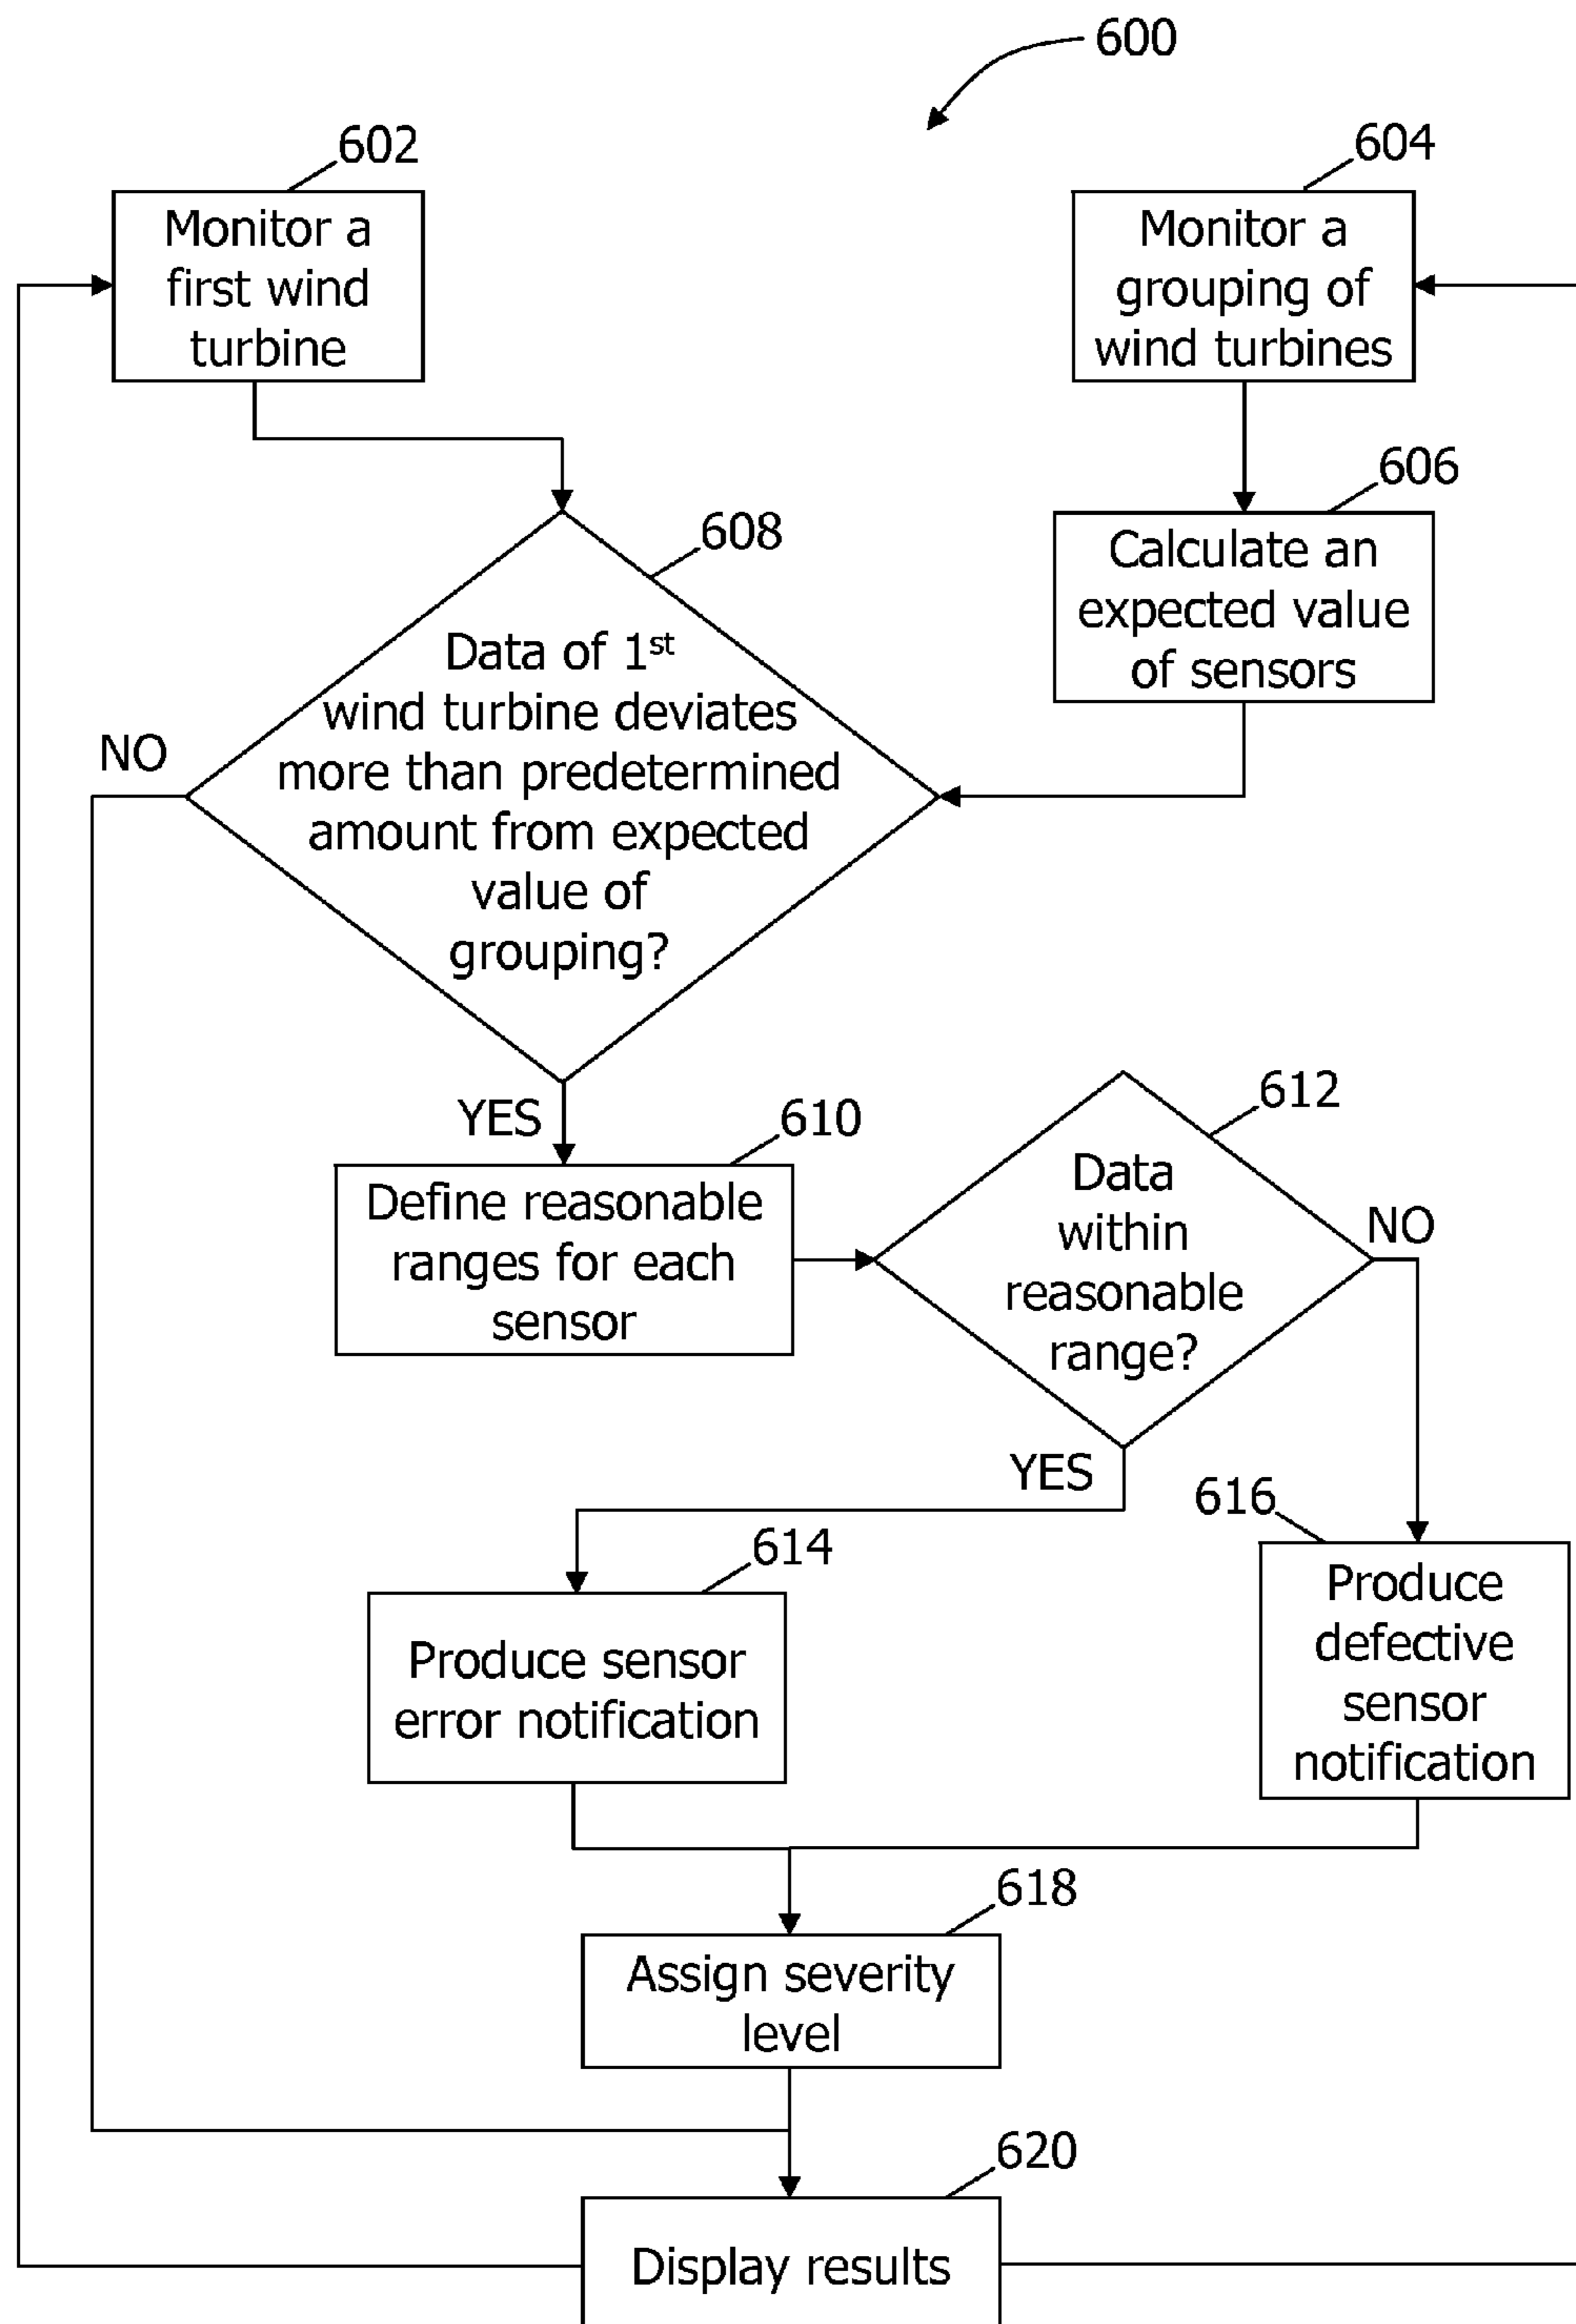 600
602
Monitor a
first wind
turbine
604
Monitor a
grouping of
wind turbines
606
Calculate an
expected value
of sensors
608
Data of 1st
wind turbine deviates
more than predetermined
amount from expected
value of
grouping?
NO
YES
610
Define reasonable
ranges for each
sensor
612
Data
within
reasonable
range?
NO
YES
614
Produce sensor
error notification
616
Produce
defective
sensor
notification
618
Assign severity
level
620
Display results